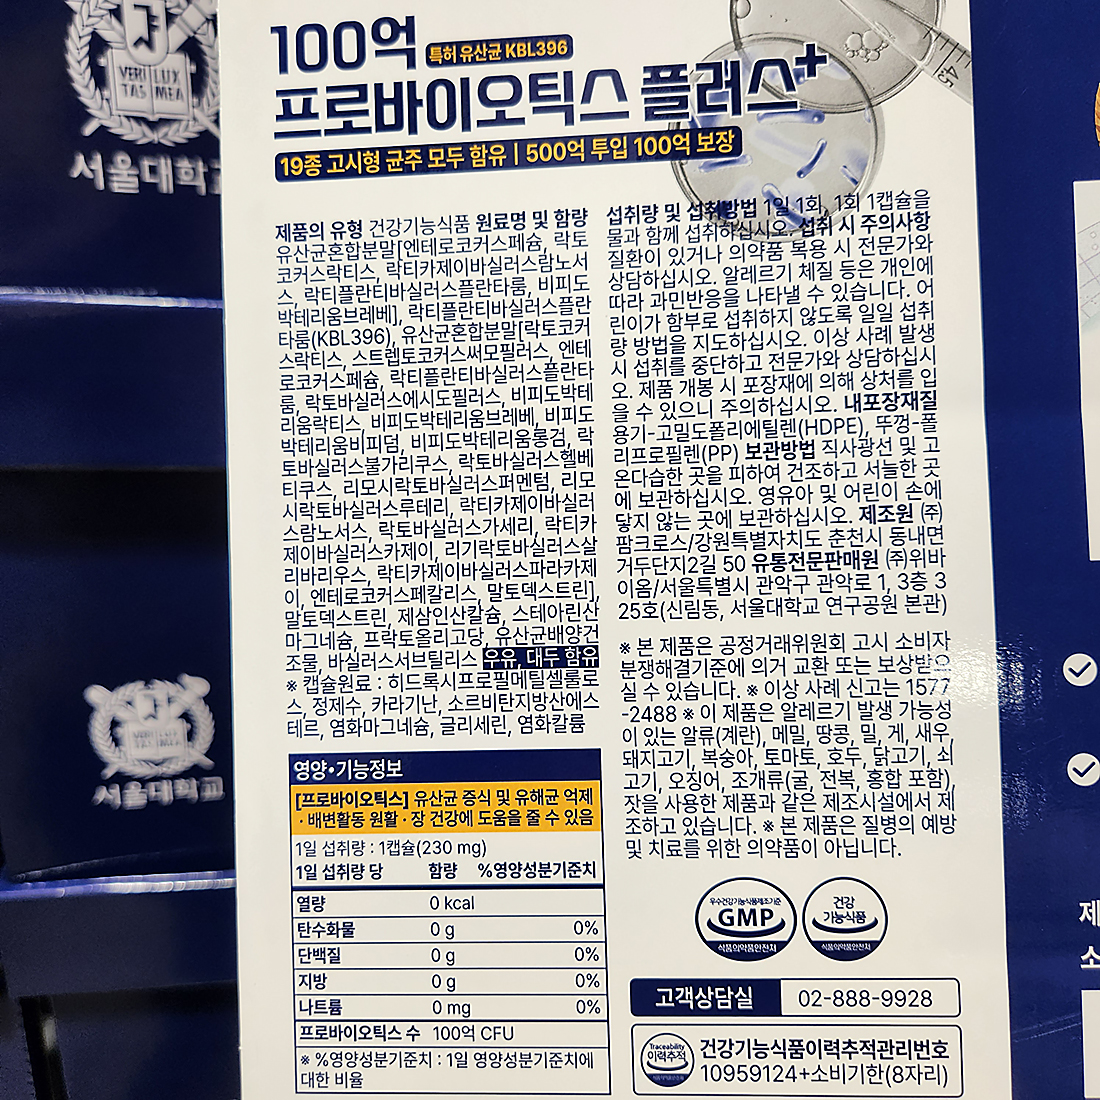 VERI LUX
TAS MEA
서울대학교
서울대학교
100억 특허 유산균 KBL396
프로바이오틱스 플러스+
19종 고시형 균주 모두 함유 | 500억 투입 100억 보장
45
제품의 유형 건강기능식품 원료명 및 함량
유산균혼합분말[엔테로코커스페슘, 락토
코커스락티스, 락티카제이바실러스람노서
스, 락티플란티바실러스플란타룸, 비피도
박테리움브레베], 락티플란티바실러스플란
타룸(KBL396), 유산균혼합분말[락토코커
스락티스, 스트렙토코커스써모필러스, 엔테
로코커스페슘, 락티플란티바실러스플란타
룸, 락토바실러스에시도필러스, 비피도박테
리움락티스, 비피도박테리움브레베, 비피도
박테리움비피덤, 비피도박테리움롱검, 락
토바실러스불가리쿠스, 락토바실러스헬베
티쿠스, 리모시락토바실러스퍼멘텀, 리모
시락토바실러스루테리, 락티카제이바실러
스람노서스, 락토바실러스가세리, 락티카
제이바실러스카제이, 리기락토바실러스살
리바리우스, 락티카제이바실러스파라카제
이, 엔테로코커스페칼리스, 말토덱스트린],
말토덱스트린, 제삼인산칼슘, 스테아린산
마그네슘, 프락토올리고당, 유산균배양건
조물, 바실러스서브틸리스 우유, 대두 함유
※ 캡슐원료 : 히드록시프로필메틸셀룰로
스, 정제수, 카라기난, 소르비탄지방산에스
테르, 염화마그네슘, 글리세린, 염화칼륨
영양•기능정보
[프로바이오틱스] 유산균 증식 및 유해균 억제
· 배변활동 원활 · 장 건강에 도움을 줄 수 있음
1일 섭취량 : 1캡슐(230 mg)
1일 섭취량 당 함량 %영양성분기준치
열량 0 kcal
탄수화물 0 g 0%
단백질 0 g 0%
지방 0 g 0%
나트륨 0 mg 0%
프로바이오틱스 수 100억 CFU
※ %영양성분기준치 : 1일 영양성분기준치에
대한 비율
섭취량 및 섭취방법 1일 1회, 1회 1캡슐을
물과 함께 섭취하십시오. 섭취 시 주의사항
질환이 있거나 의약품 복용 시 전문가와
상담하십시오. 알레르기 체질 등은 개인에
따라 과민반응을 나타낼 수 있습니다. 어
린이가 함부로 섭취하지 않도록 일일 섭취
량 방법을 지도하십시오. 이상 사례 발생
시 섭취를 중단하고 전문가와 상담하십시
오. 제품 개봉 시 포장재에 의해 상처를 입
을 수 있으니 주의하십시오. 내포장재질
용기-고밀도폴리에틸렌(HDPE), 뚜껑-폴
리프로필렌(PP) 보관방법 직사광선 및 고
온다습한 곳을 피하여 건조하고 서늘한 곳
에 보관하십시오. 영유아 및 어린이 손에
닿지 않는 곳에 보관하십시오. 제조원 ㈜
팜크로스/강원특별자치도 춘천시 동내면
거두단지2길 50 유통전문판매원 ㈜위바
이옴/서울특별시 관악구 관악로 1, 3층 3
25호(신림동, 서울대학교 연구공원 본관)
※ 본 제품은 공정거래위원회 고시 소비자
분쟁해결기준에 의거 교환 또는 보상받으
실 수 있습니다. ※ 이상 사례 신고는 1577
-2488 ※ 이 제품은 알레르기 발생 가능성
이 있는 알류(계란), 메밀, 땅콩, 밀, 게, 새우,
돼지고기, 복숭아, 토마토, 호두, 닭고기, 쇠
고기, 오징어, 조개류(굴, 전복, 홍합 포함),
잣을 사용한 제품과 같은 제조시설에서 제
조하고 있습니다. ※ 본 제품은 질병의 예방
및 치료를 위한 의약품이 아닙니다.
우수건강기능식품제조기준
GMP
식품의약품안전처
건강
기능식품
식품의약품안전처
고객상담실 02-888-9928
Traceability
이력추적
식품의약품안전처
건강기능식품이력추적관리번호
10959124+소비기한(8자리)
제
소